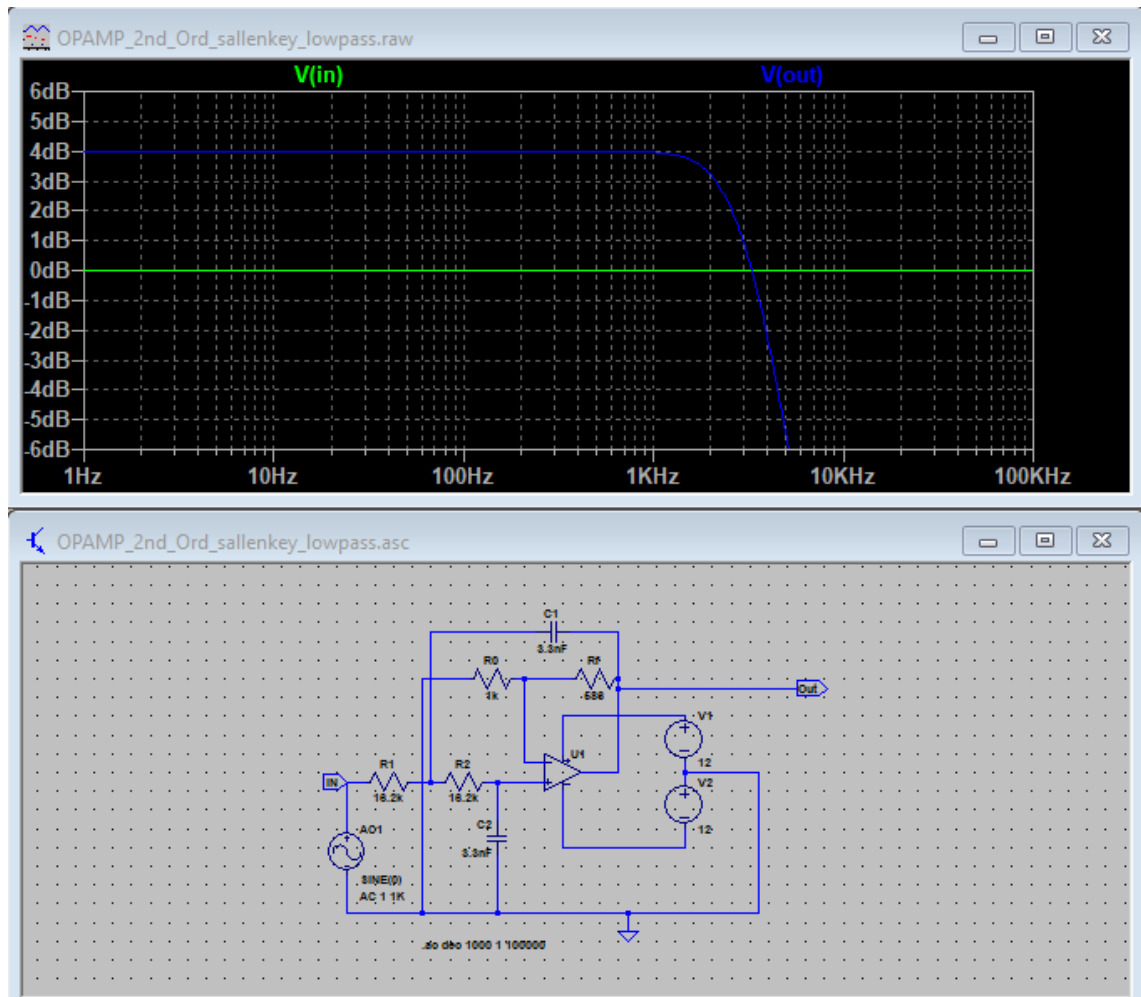 OPAMP_2nd_Ord_sallenkey_lowpass.raw
V(in) V(out)
6dB
5dB
4dB
3dB
2dB
1dB
0dB
-1dB
-2dB
-3dB
-4dB
-5dB
-6dB
1Hz 10Hz 100Hz 1KHz 10KHz 100KHz
OPAMP_2nd_Ord_sallenkey_lowpass.asc
C1
3.3nF
R0 Rf
1k 586
Out
V1
12
U1
R1 R2
IN
16.2k 16.2k
V2
12
C2
3.3nF
AO1
SINE(0)
AC 1 1K
.ac dec 1000 1 100000